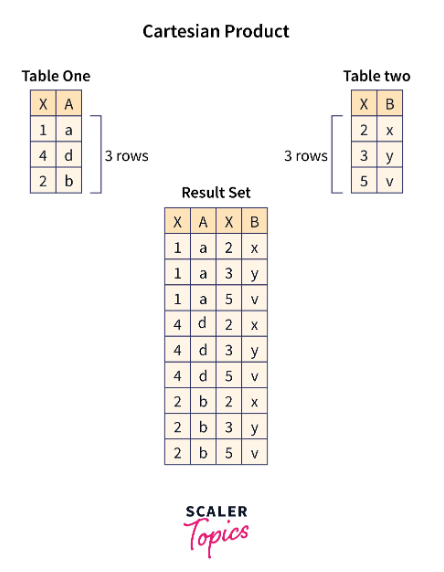 Cartesian Product
Table One
X A
1 a
4 d
2 b
3 rows
Table two
X B
2 x
3 y
5 v
3 rows
Result Set
X A X B
1 a 2 x
1 a 3 y
1 a 5 v
4 d 2 x
4 d 3 y
4 d 5 v
2 b 2 x
2 b 3 y
2 b 5 v
SCALER
Topics